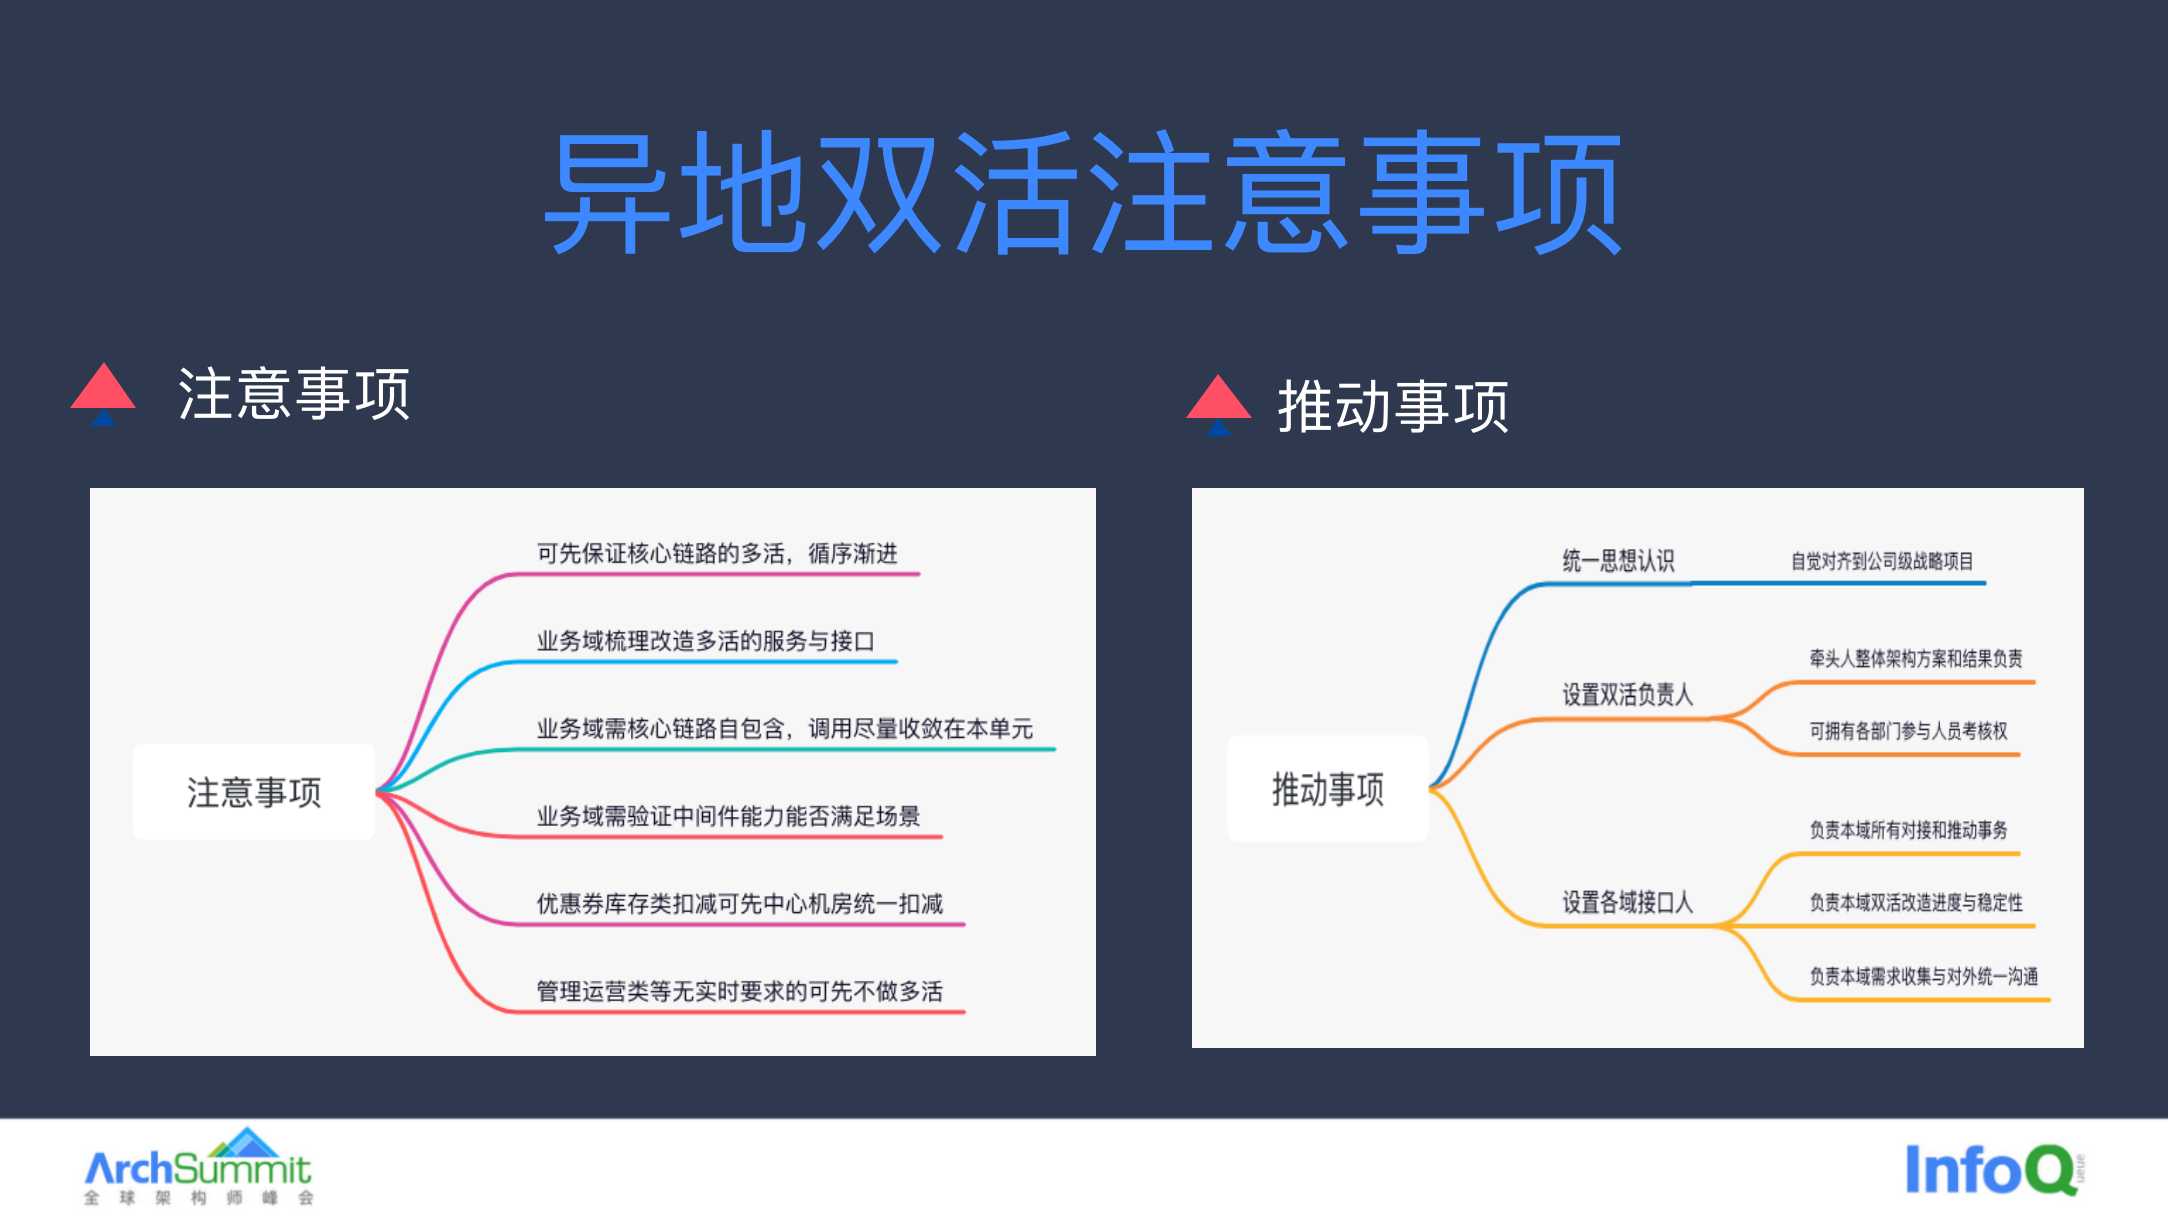 异地双活注意事项
注意事项
可先保证核心链路的多活，循序渐进
业务域梳理改造多活的服务与接口
业务域需核心链路自包含，调用尽量收敛在本单元
注意事项
业务域需验证中间件能力能否满足场景
优惠券库存类扣减可先中心机房统一扣减
管理运营类等无实时要求的可先不做多活
推动事项
统一思想认识
自觉对齐到公司级战略项目
牵头人整体架构方案和结果负责
设置双活负责人
可拥有各部门参与人员考核权
推动事项
负责本域所有对接和推动事务
设置各域接口人
负责本域双活改造进度与稳定性
负责本域需求收集与对外统一沟通
ArchSummit
全球架构师峰会
InfoQ
ueue